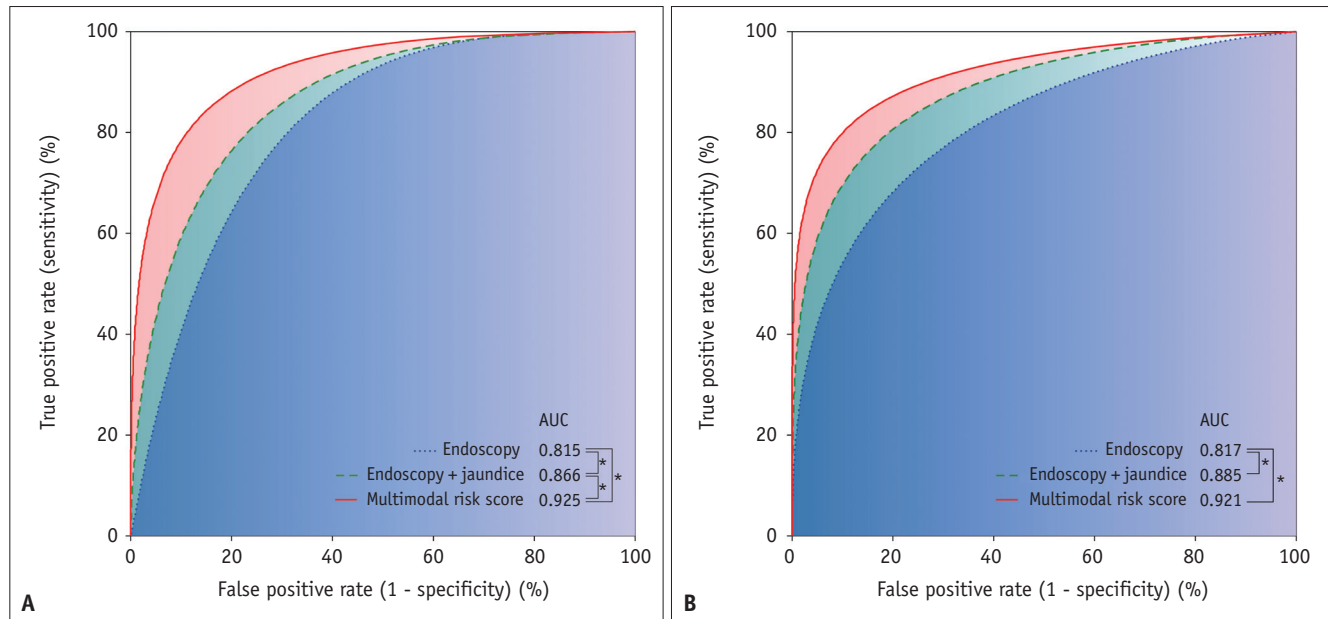 100
80
60
40
20
0
True positive rate (sensitivity) (%)
AUC
Endoscopy 0.815
*
Endoscopy + jaundice 0.866 *
*
Multimodal risk score 0.925
0 20 40 60 80 100
False positive rate (1 - specificity) (%)
A
100
80
60
40
20
0
True positive rate (sensitivity) (%)
AUC
Endoscopy 0.817
*
Endoscopy + jaundice 0.885
*
Multimodal risk score 0.921
0 20 40 60 80 100
False positive rate (1 - specificity) (%)
B